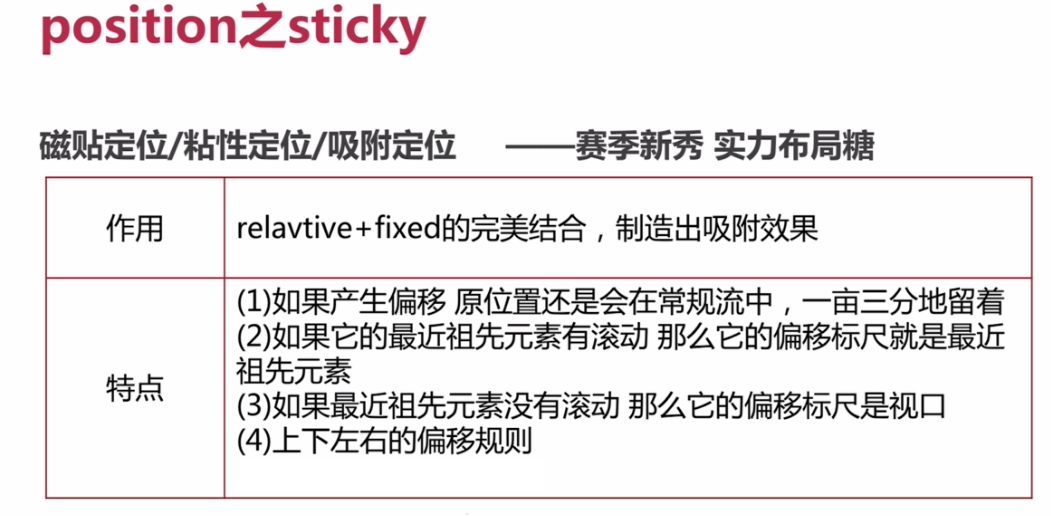 position之sticky
磁贴定位/粘性定位/吸附定位 ——赛季新秀 实力布局糖
作用
relavtive+fixed的完美结合，制造出吸附效果
特点
(1)如果产生偏移 原位置还是会在常规流中，一亩三分地留着
(2)如果它的最近祖先元素有滚动 那么它的偏移标尺就是最近
祖先元素
(3)如果最近祖先元素没有滚动 那么它的偏移标尺是视口
(4)上下左右的偏移规则